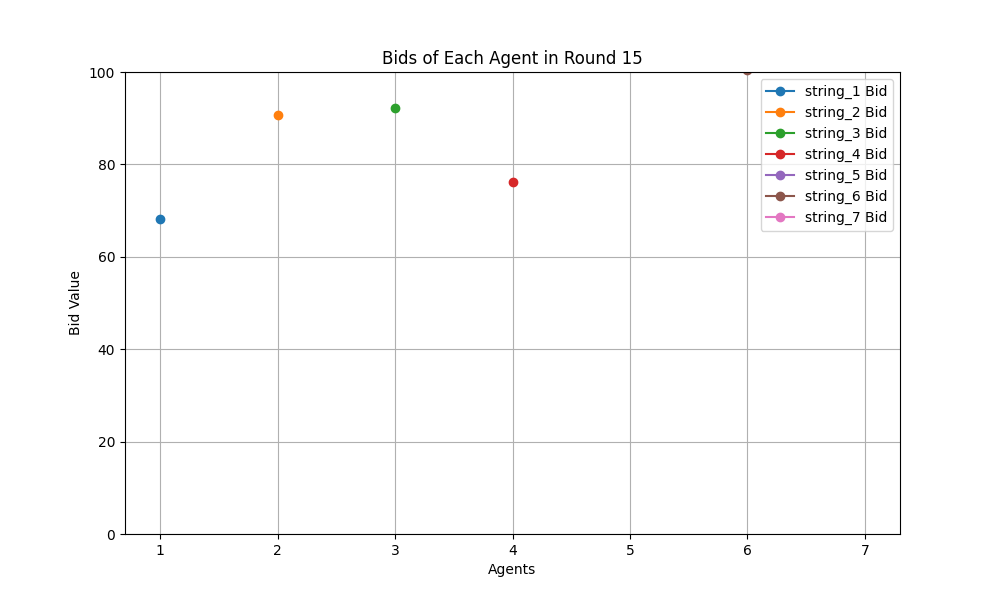 Bids of Each Agent in Round 15
100
80
60
40
20
0
Bid Value
string_1 Bid
string_2 Bid
string_3 Bid
string_4 Bid
string_5 Bid
string_6 Bid
string_7 Bid
1 2 3 4 5 6 7
Agents